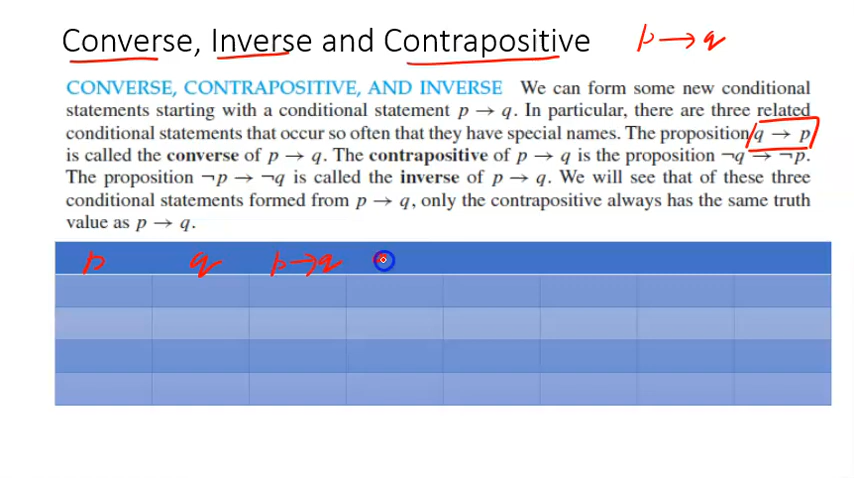 Converse, Inverse and Contrapositive p → q
CONVERSE, CONTRAPOSITIVE, AND INVERSE We can form some new conditional
statements starting with a conditional statement p → q. In particular, there are three related
conditional statements that occur so often that they have special names. The proposition q → p
is called the converse of p → q. The contrapositive of p → q is the proposition ¬q → ¬p.
The proposition ¬p → ¬q is called the inverse of p → q. We will see that of these three
conditional statements formed from p → q, only the contrapositive always has the same truth
value as p → q.
p q p→q